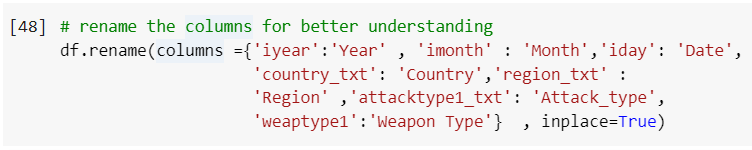 [48] # rename the columns for better understanding
df.rename(columns ={'iyear':'Year' , 'imonth' : 'Month','iday': 'Date',
'country_txt': 'Country','region_txt' :
'Region' ,'attacktype1_txt': 'Attack_type',
'weaptype1':'Weapon Type'}  , inplace=True)